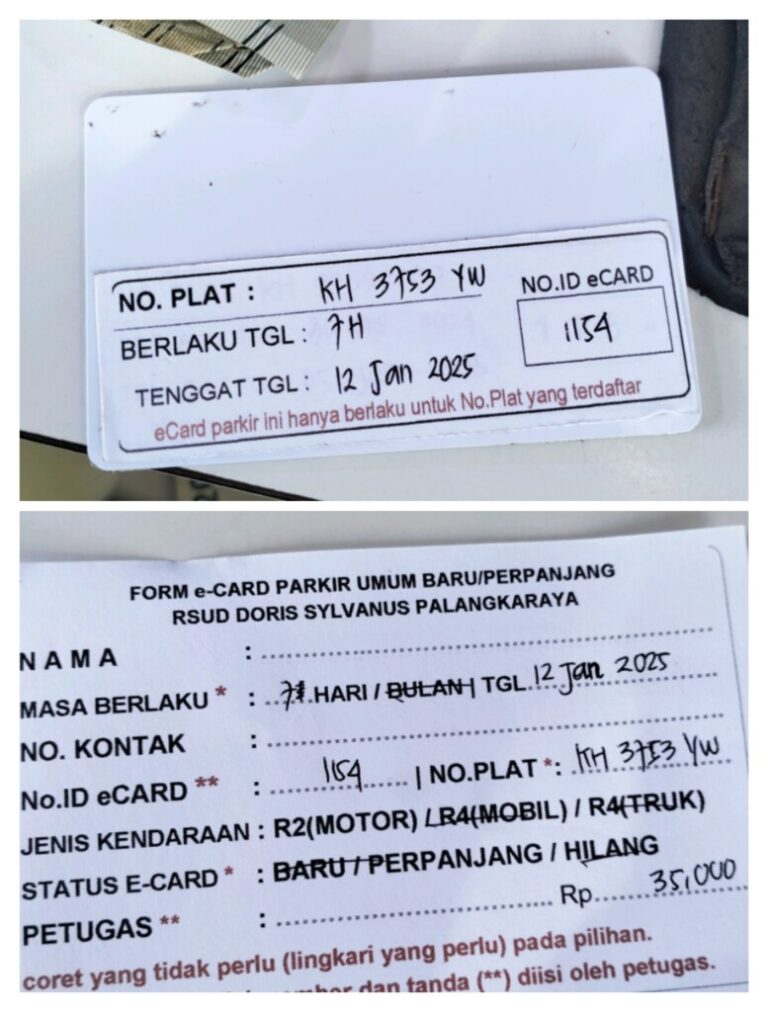 NO. PLAT : KH 3753 YW
NO.ID eCARD
BERLAKU TGL : 7H
1154
TENGGAT TGL : 12 Jan 2025
eCard parkir ini hanya berlaku untuk No.Plat yang terdaftar
FORM e-CARD PARKIR UMUM BARU/PERPANJANG
RSUD DORIS SYLVANUS PALANGKARAYA
NAMA :
MASA BERLAKU * : 7 HARI / BULAN | TGL 12 Jan 2025
NO. KONTAK :
No.ID eCARD ** : 1154 | NO.PLAT * : KH 3753 YW
JENIS KENDARAAN : R2(MOTOR) / R4(MOBIL) / R4(TRUK)
STATUS E-CARD * : BARU / PERPANJANG / HILANG
PETUGAS ** : Rp 35,000
coret yang tidak perlu (lingkari yang perlu) pada pilihan.
dan tanda (**) diisi oleh petugas.